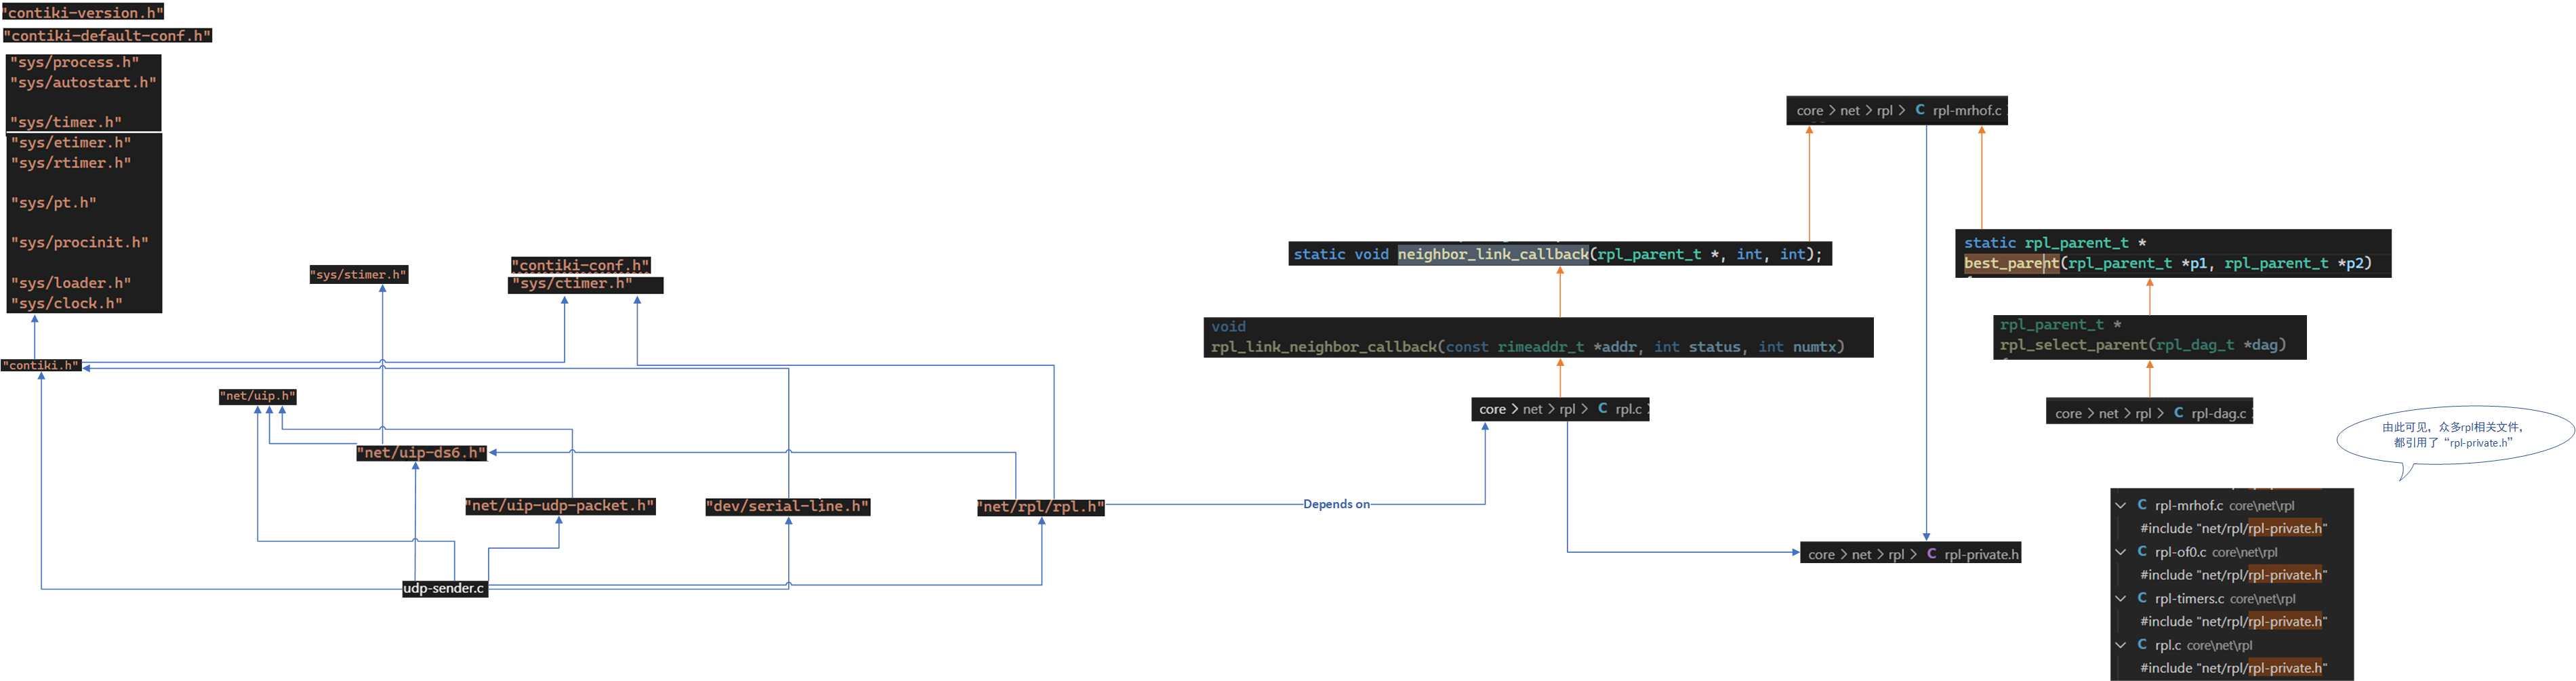 "contiki-version.h"
"contiki-default-conf.h"
"sys/process.h"
"sys/autostart.h"
"sys/timer.h"
"sys/etimer.h"
"sys/rtimer.h"
"sys/pt.h"
"sys/procinit.h"
"sys/loader.h"
"sys/clock.h"
"contiki.h"
"sys/stimer.h"
"contiki-conf.h"
"sys/ctimer.h"
"net/uip.h"
"net/uip-ds6.h"
"net/uip-udp-packet.h"
"dev/serial-line.h"
"net/rpl/rpl.h"
udp-sender.c
Depends on
core > net > rpl > C rpl-mrhof.c
static void neighbor_link_callback(rpl_parent_t *, int, int);
void
rpl_link_neighbor_callback(const rimeaddr_t *addr, int status, int numtx)
core > net > rpl > C rpl.c
static rpl_parent_t *
best_parent(rpl_parent_t *p1, rpl_parent_t *p2)
rpl_parent_t *
rpl_select_parent(rpl_dag_t *dag)
core > net > rpl > C rpl-dag.c
core > net > rpl > C rpl-private.h
由此可见，众多rpl相关文件，
都引用了“rpl-private.h”
C rpl-mrhof.c core\net\rpl
#include "net/rpl/rpl-private.h"
C rpl-of0.c core\net\rpl
#include "net/rpl/rpl-private.h"
C rpl-timers.c core\net\rpl
#include "net/rpl/rpl-private.h"
C rpl.c core\net\rpl
#include "net/rpl/rpl-private.h"